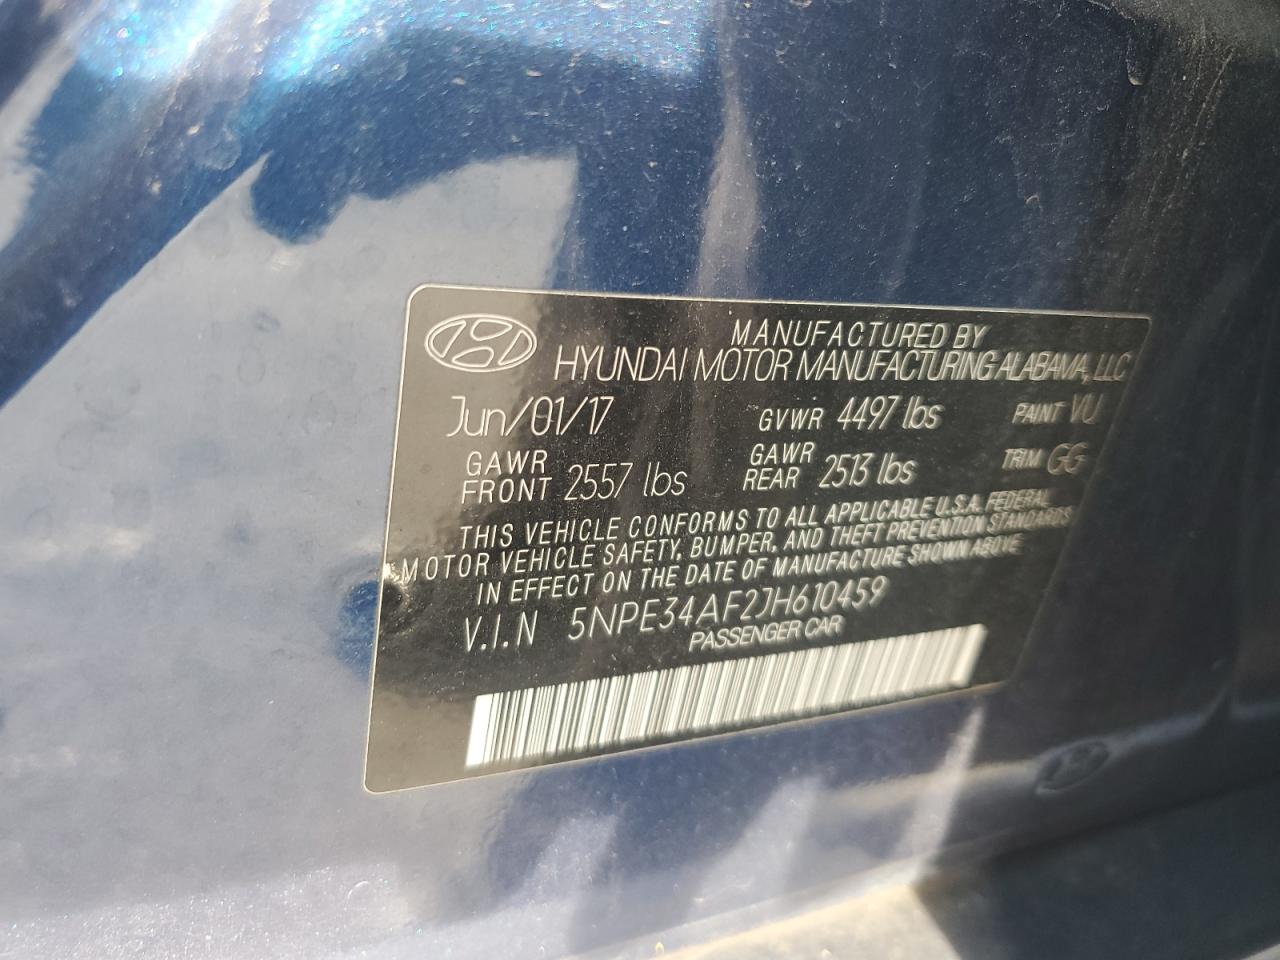 MANUFACTURED BY
HYUNDAI MOTOR MANUFACTURING ALABAMA, LLC
Jun/01/17 GVWR 4497 lbs PAINT VU
GAWR FRONT 2557 lbs GAWR REAR 2513 lbs TRIM GG
THIS VEHICLE CONFORMS TO ALL APPLICABLE U.S.A. FEDERAL
MOTOR VEHICLE SAFETY, BUMPER, AND THEFT PREVENTION STANDARDS
IN EFFECT ON THE DATE OF MANUFACTURE SHOWN ABOVE
V.I.N 5NPE34AF2JH610459
PASSENGER CAR